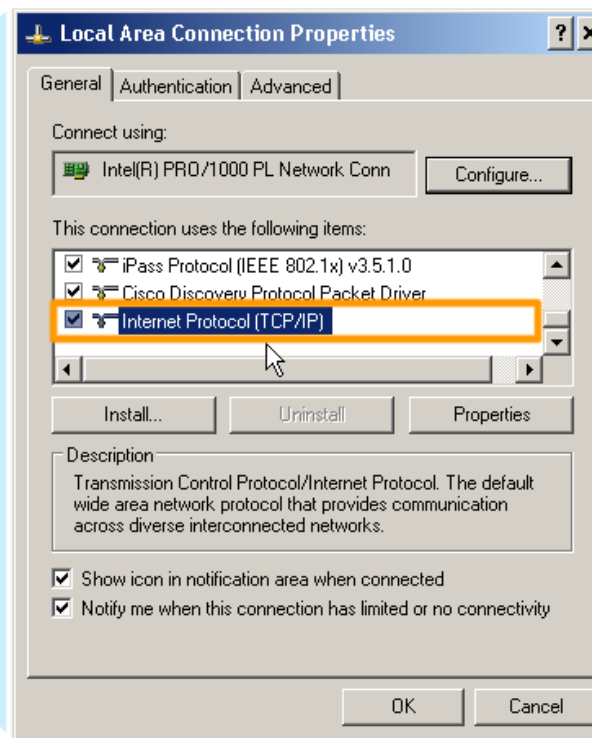 Local Area Connection Properties
General Authentication Advanced
Connect using:
Intel(R) PRO/1000 PL Network Conn Configure...
This connection uses the following items:
iPass Protocol (IEEE 802.1x) v3.5.1.0
Cisco Discovery Protocol Packet Driver
Internet Protocol (TCP/IP)
Install... Uninstall Properties
Description
Transmission Control Protocol/Internet Protocol. The default
wide area network protocol that provides communication
across diverse interconnected networks.
Show icon in notification area when connected
Notify me when this connection has limited or no connectivity
OK Cancel